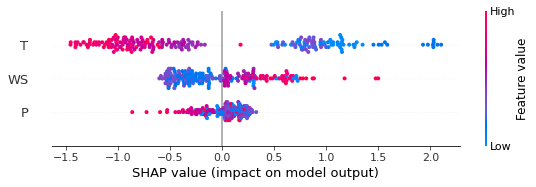 High
T
WS
P
Feature value
Low
−1.5 −1.0 −0.5 0.0 0.5 1.0 1.5 2.0
SHAP value (impact on model output)